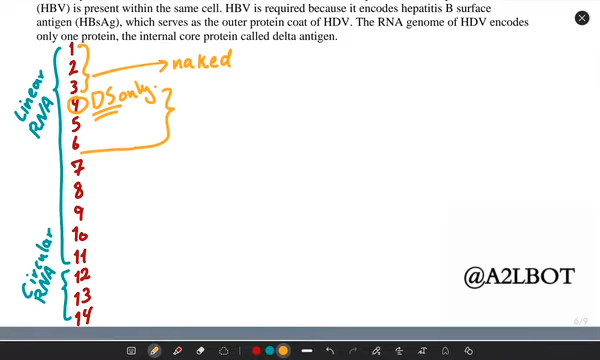 (HBV) is present within the same cell. HBV is required because it encodes hepatitis B surface
antigen (HBsAg), which serves as the outer protein coat of HDV. The RNA genome of HDV encodes
only one protein, the internal core protein called delta antigen.
Linear RNA
1
2
naked
3
4 DS only.
5
6
7
8
9
10
11
Circular RNA
12
13
14
@A2LBOT
6/9